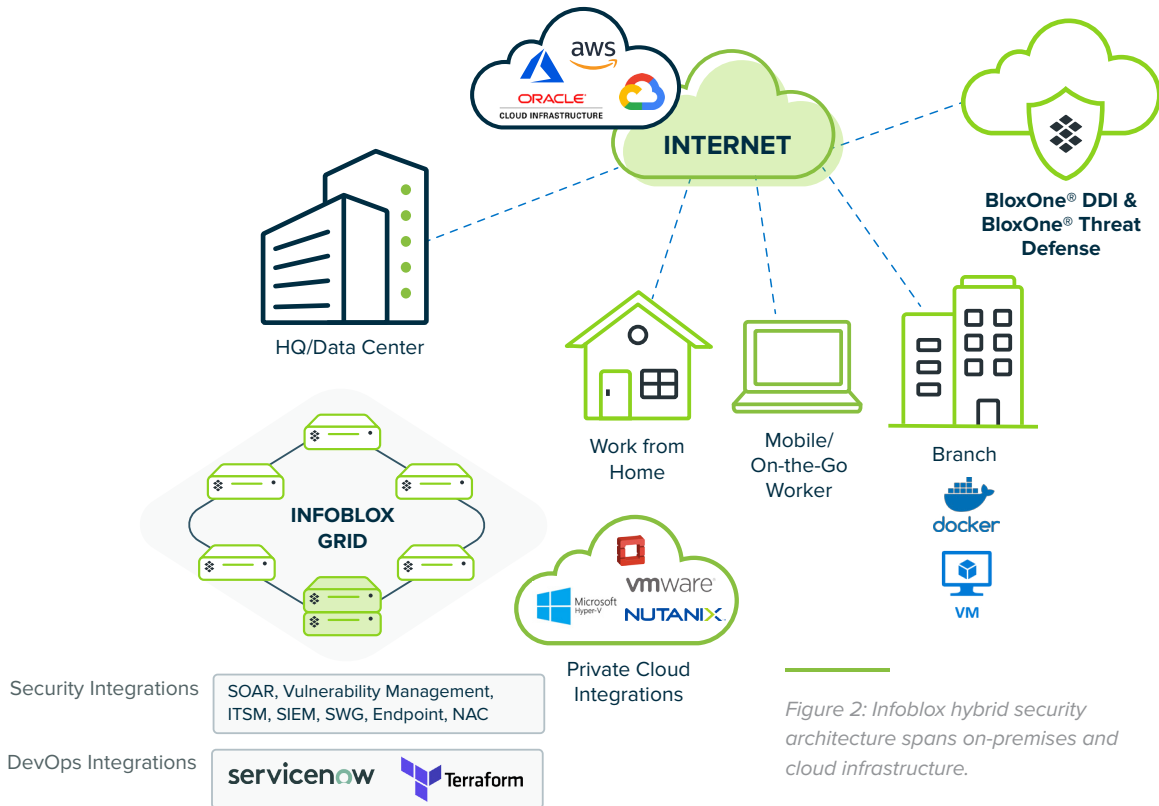 aws
ORACLE
CLOUD INFRASTRUCTURE
INTERNET
BloxOne® DDI &
BloxOne® Threat
Defense
HQ/Data Center
Work from
Home
Mobile/
On-the-Go
Worker
Branch
docker
VM
INFOBLOX
GRID
vmware
Microsoft
Hyper-V
NUTANIX
Private Cloud
Integrations
Security Integrations
SOAR, Vulnerability Management,
ITSM, SIEM, SWG, Endpoint, NAC
DevOps Integrations
servicenow
Terraform
Figure 2: Infoblox hybrid security
architecture spans on-premises and
cloud infrastructure.